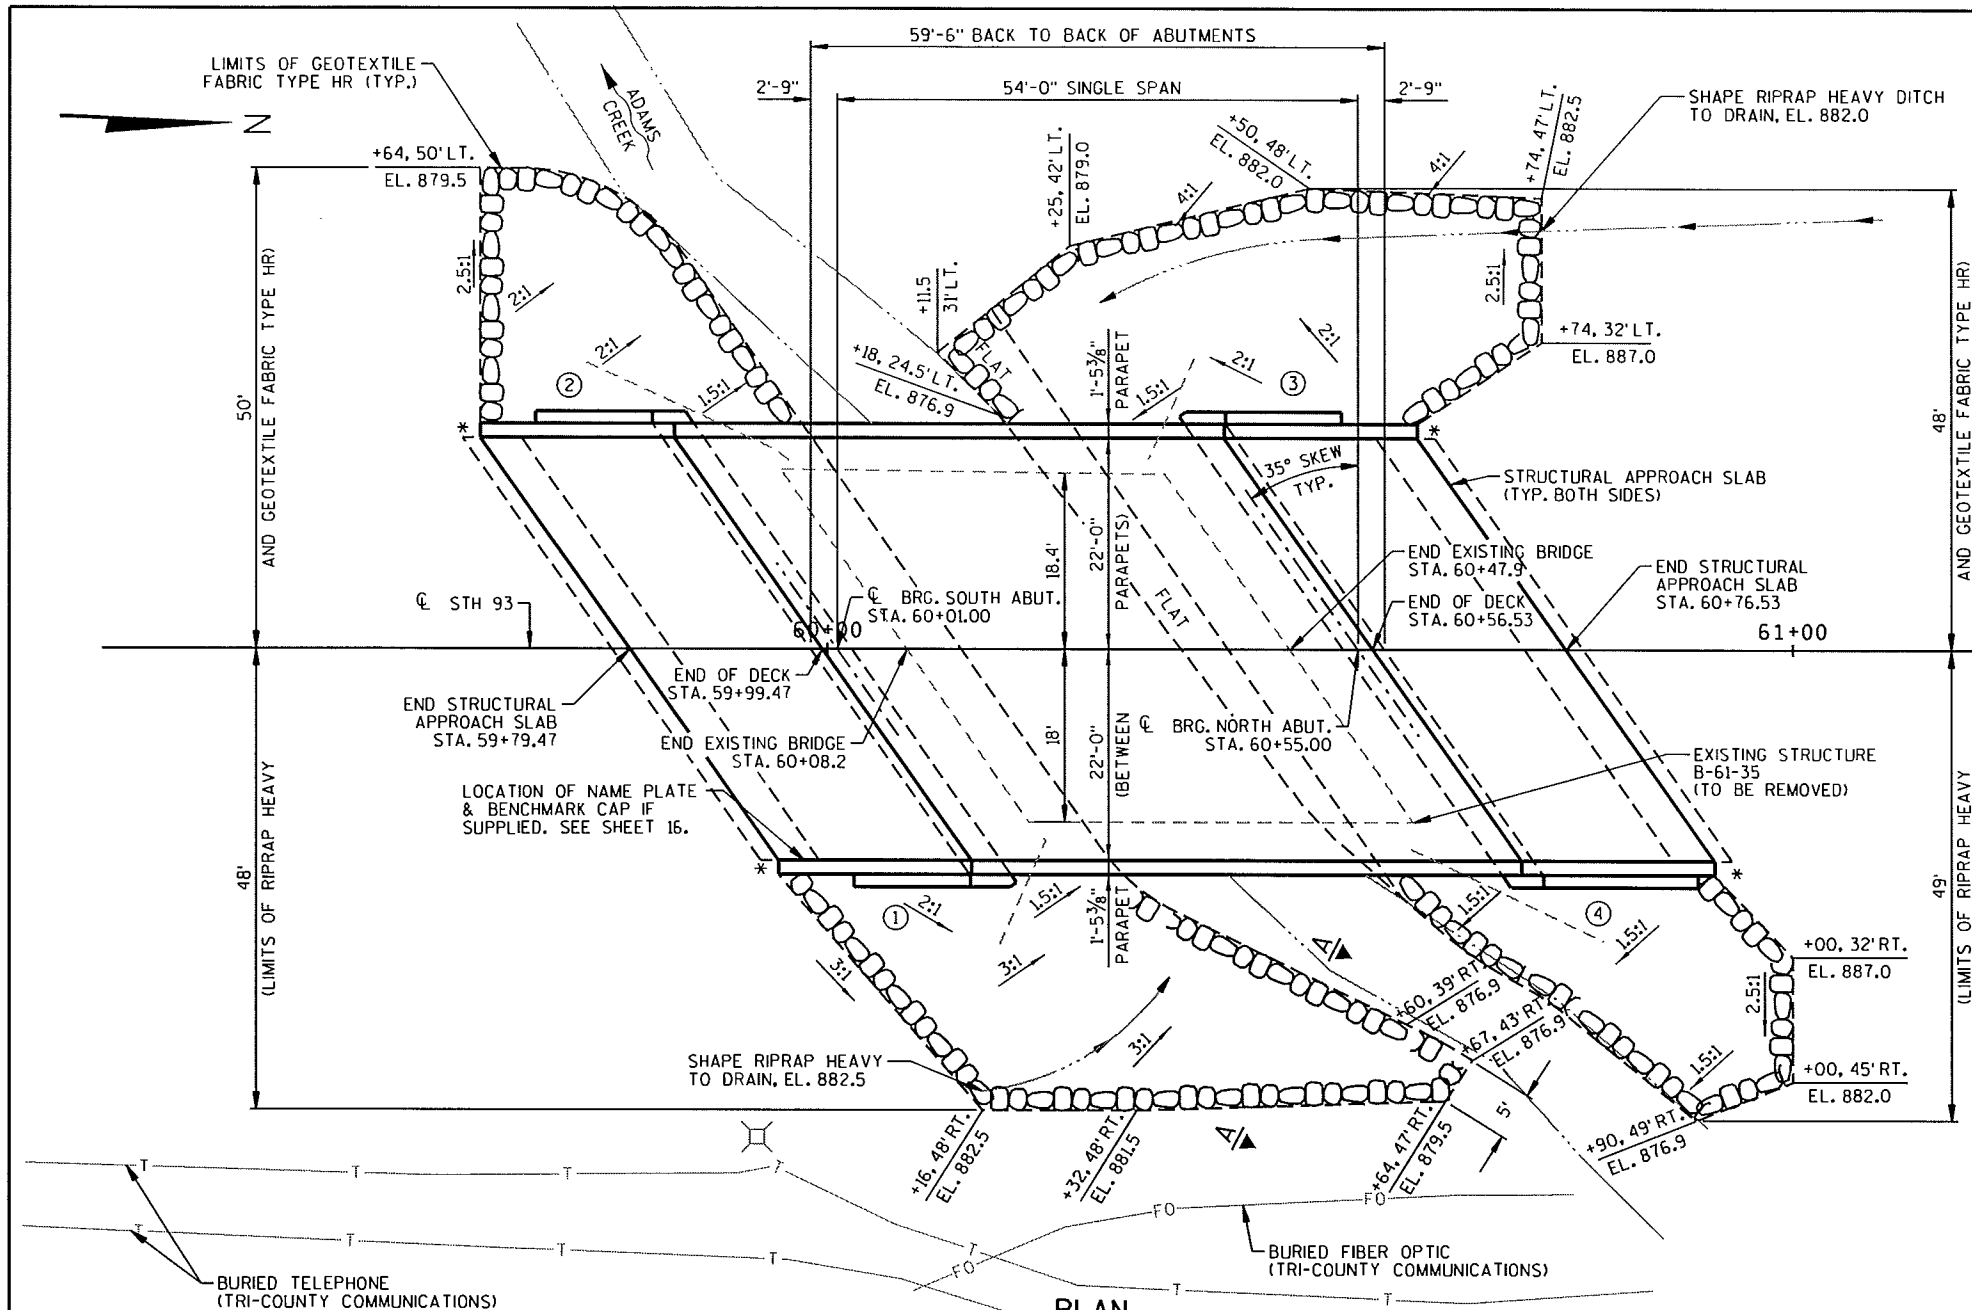 59'-6" BACK TO BACK OF ABUTMENTS
LIMITS OF GEOTEXTILE
FABRIC TYPE HR (TYP.)
2'-9"
54'-0" SINGLE SPAN
2'-9"
SHAPE RIPRAP HEAVY DITCH
TO DRAIN, EL. 882.0
N
ADAMS
CREEK
+64, 50' LT.
EL. 879.5
+25, 42' LT.
EL. 879.0
+50, 48' LT.
EL. 882.0
4:1
4:1
+74, 47' LT.
EL. 882.5
2.5:1
2:1
2:1
2
1.5:1
+11.5
31' LT.
FLAT
+18, 24.5' LT.
EL. 876.9
1'-5⅜"
PARAPET
1.5:1
2:1
2:1
3
2.5:1
+74, 32' LT.
EL. 887.0
50'
AND GEOTEXTILE FABRIC TYPE HR)
48'
AND GEOTEXTILE FABRIC TYPE HR)
*
*
35° SKEW
TYP.
STRUCTURAL APPROACH SLAB
(TYP. BOTH SIDES)
18.4'
22'-0"
PARAPETS)
FLAT
END EXISTING BRIDGE
STA. 60+47.9
END STRUCTURAL
APPROACH SLAB
STA. 60+76.53
END OF DECK
STA. 60+56.53
℄ STH 93
℄ BRG. SOUTH ABUT.
STA. 60+01.00
60+00
61+00
END OF DECK
STA. 59+99.47
END STRUCTURAL
APPROACH SLAB
STA. 59+79.47
END EXISTING BRIDGE
STA. 60+08.2
18'
22'-0"
(BETWEEN
℄ BRG. NORTH ABUT.
STA. 60+55.00
EXISTING STRUCTURE
B-61-35
(TO BE REMOVED)
LOCATION OF NAME PLATE
& BENCHMARK CAP IF
SUPPLIED. SEE SHEET 16.
48'
(LIMITS OF RIPRAP HEAVY
49'
(LIMITS OF RIPRAP HEAVY
*
*
1
2:1
1.5:1
3:1
3:1
3:1
1'-5⅜"
PARAPET
A
A
1.5:1
4
1.5:1
1.5:1
+00, 32' RT.
EL. 887.0
2.5:1
+00, 45' RT.
EL. 882.0
+60, 39' RT.
EL. 876.9
+67, 43' RT.
EL. 876.9
SHAPE RIPRAP HEAVY
TO DRAIN, EL. 882.5
5'
+16, 48' RT.
EL. 882.5
+32, 48' RT.
EL. 881.5
+64, 47' RT.
EL. 879.5
+90, 49' RT.
EL. 876.9
T
T
T
T
T
T
T
T
T
T
T
FO
FO
FO
BURIED TELEPHONE
(TRI-COUNTY COMMUNICATIONS)
BURIED FIBER OPTIC
(TRI-COUNTY COMMUNICATIONS)
PLAN